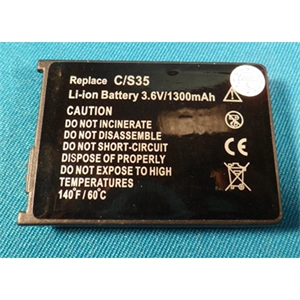 Replace C/S35
Li-ion Battery 3.6V/1300mAh
CAUTION
DO NOT INCINERATE
DO NOT DISASSEMBLE
DO NOT SHORT-CIRCUIT
DISPOSE OF PROPERLY
DO NOT EXPOSE TO HIGH
TEMPERATURES
140°F/60°C